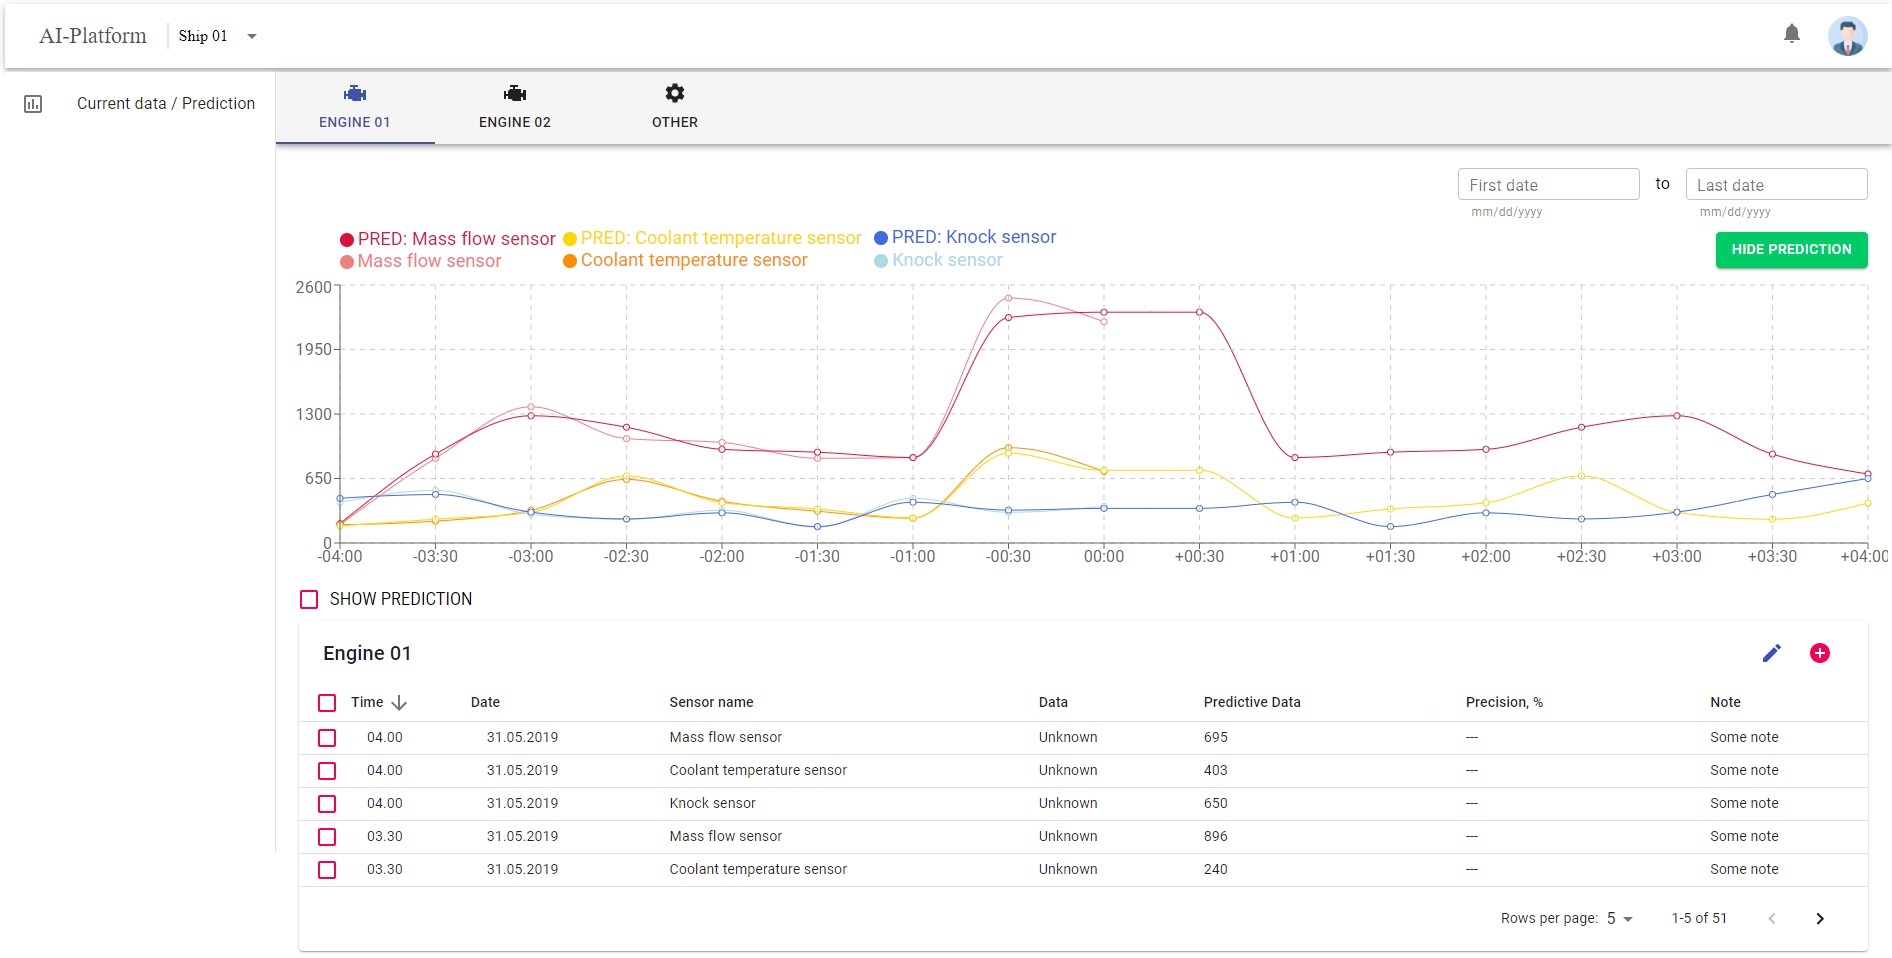 AI-Platform Ship 01
Current data / Prediction
ENGINE 01 ENGINE 02 OTHER
First date to Last date
mm/dd/yyyy mm/dd/yyyy
PRED: Mass flow sensor PRED: Coolant temperature sensor PRED: Knock sensor
Mass flow sensor Coolant temperature sensor Knock sensor
HIDE PREDICTION
2600
1950
1300
650
0
-04:00 -03:30 -03:00 -02:30 -02:00 -01:30 -01:00 -00:30 00:00 +00:30 +01:00 +01:30 +02:00 +02:30 +03:00 +03:30 +04:00
SHOW PREDICTION
Engine 01
Time Date Sensor name Data Predictive Data Precision, % Note
04.00 31.05.2019 Mass flow sensor Unknown 695 --- Some note
04.00 31.05.2019 Coolant temperature sensor Unknown 403 --- Some note
04.00 31.05.2019 Knock sensor Unknown 650 --- Some note
03.30 31.05.2019 Mass flow sensor Unknown 896 --- Some note
03.30 31.05.2019 Coolant temperature sensor Unknown 240 --- Some note
Rows per page: 5 1-5 of 51